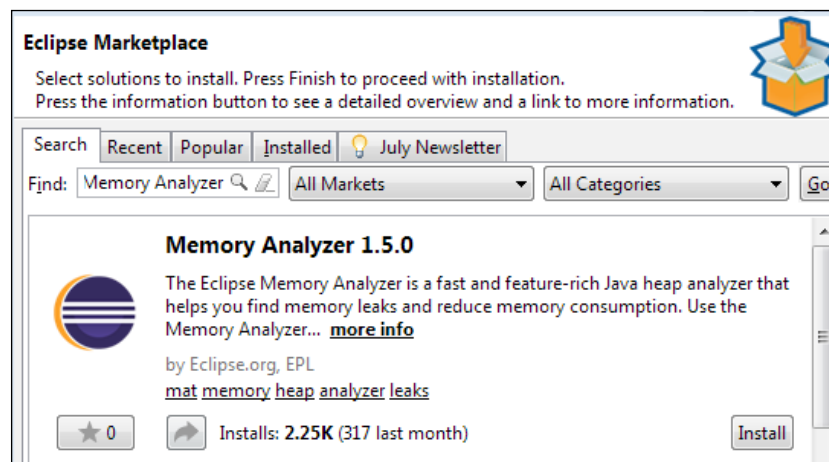 Eclipse Marketplace
Select solutions to install. Press Finish to proceed with installation.
Press the information button to see a detailed overview and a link to more information.
Search Recent Popular Installed July Newsletter
Find: Memory Analyzer All Markets All Categories Go
Memory Analyzer 1.5.0
The Eclipse Memory Analyzer is a fast and feature-rich Java heap analyzer that
helps you find memory leaks and reduce memory consumption. Use the
Memory Analyzer... more info
by Eclipse.org, EPL
mat memory heap analyzer leaks
0 Installs: 2.25K (317 last month) Install